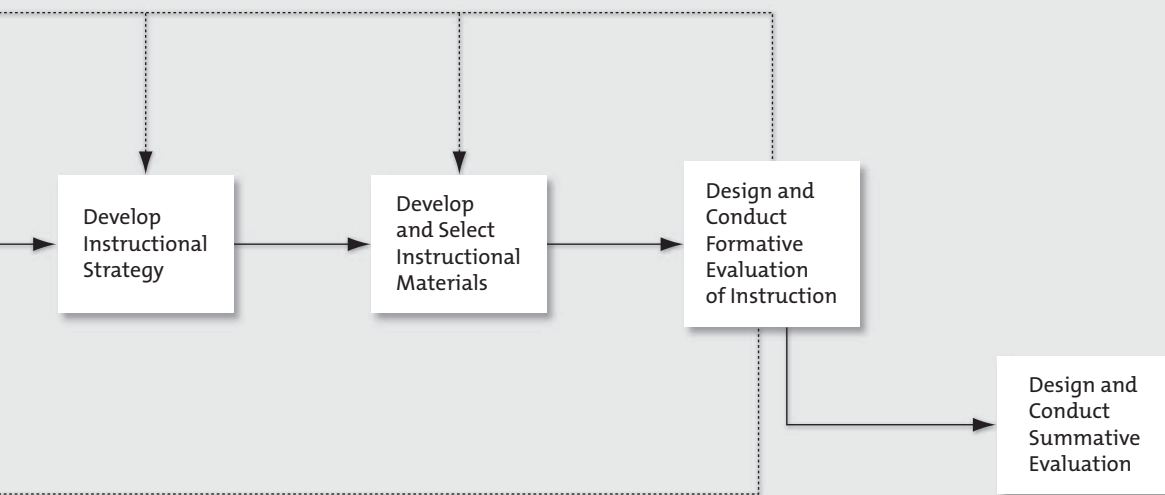 Develop
Instructional
Strategy
Develop
and Select
Instructional
Materials
Design and
Conduct
Formative
Evaluation
of Instruction
Design and
Conduct
Summative
Evaluation